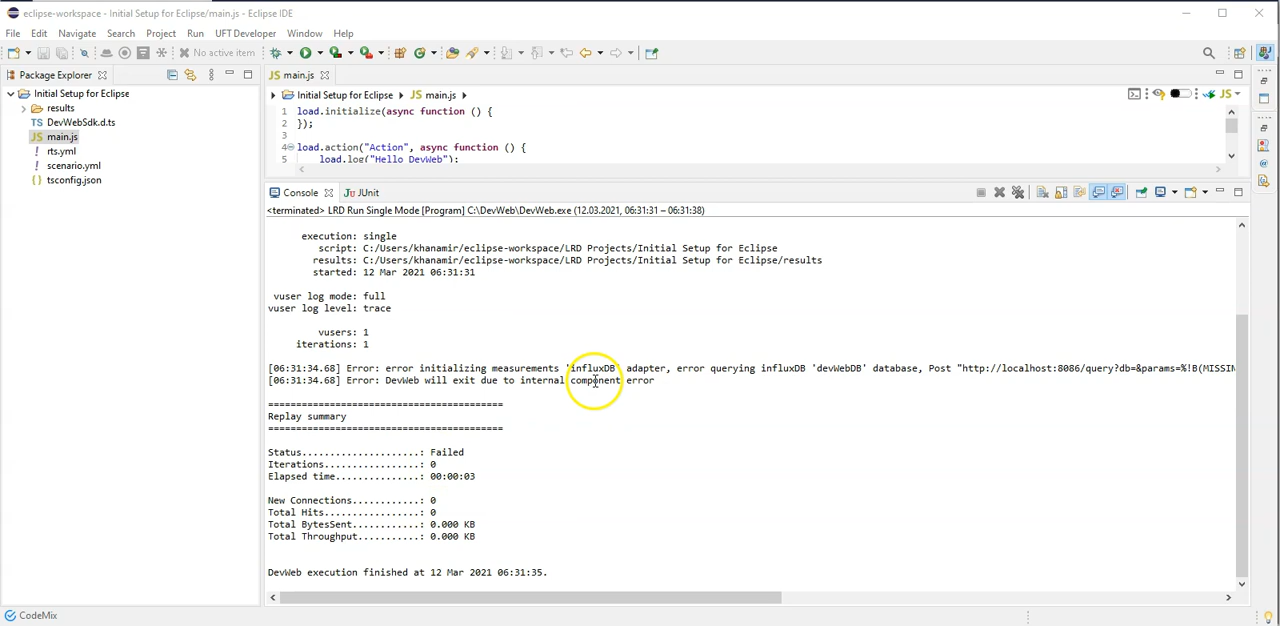 eclipse-workspace - Initial Setup for Eclipse/main.js - Eclipse IDE
File Edit Navigate Search Project Run UFT Developer Window Help
No active item
Package Explorer
Initial Setup for Eclipse
results
DevWebSdk.d.ts
JS main.js
rts.yml
scenario.yml
tsconfig.json
JS main.js
Initial Setup for Eclipse JS main.js
JS
1 load.initialize(async function () {
2 });
3
4 load.action("Action", async function () {
5 load.log("Hello DevWeb");
Console Ju JUnit
<terminated> LRD Run Single Mode [Program] C:\DevWeb\DevWeb.exe (12.03.2021, 06:31:31 – 06:31:38)
execution: single
script: C:/Users/khanamir/eclipse-workspace/LRD Projects/Initial Setup for Eclipse
results: C:/Users/khanamir/eclipse-workspace/LRD Projects/Initial Setup for Eclipse/results
started: 12 Mar 2021 06:31:31
vuser log mode: full
vuser log level: trace
vusers: 1
iterations: 1
[06:31:34.68] Error: error initializing measurements 'influxDB' adapter, error querying influxDB 'devWebDB' database, Post "http://localhost:8086/query?db=&params=%!B(MISSIN
[06:31:34.68] Error: DevWeb will exit due to internal component error
=======================================
Replay summary
=======================================
Status.....................: Failed
Iterations.................: 0
Elapsed time...............: 00:00:03
New Connections............: 0
Total Hits.................: 0
Total BytesSent............: 0.000 KB
Total Throughput...........: 0.000 KB
DevWeb execution finished at 12 Mar 2021 06:31:35.
CodeMix